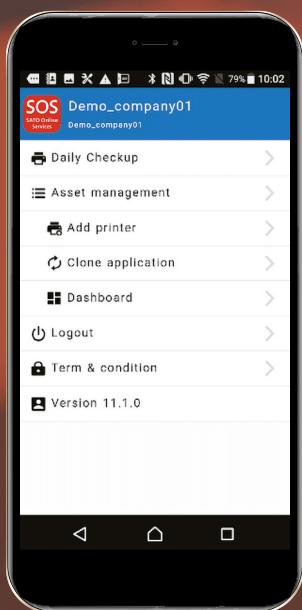 79% 10:02
SOS
SATO Online
Services
Demo_company01
Demo_company01
Daily Checkup
Asset management
Add printer
Clone application
Dashboard
Logout
Term & condition
Version 11.1.0